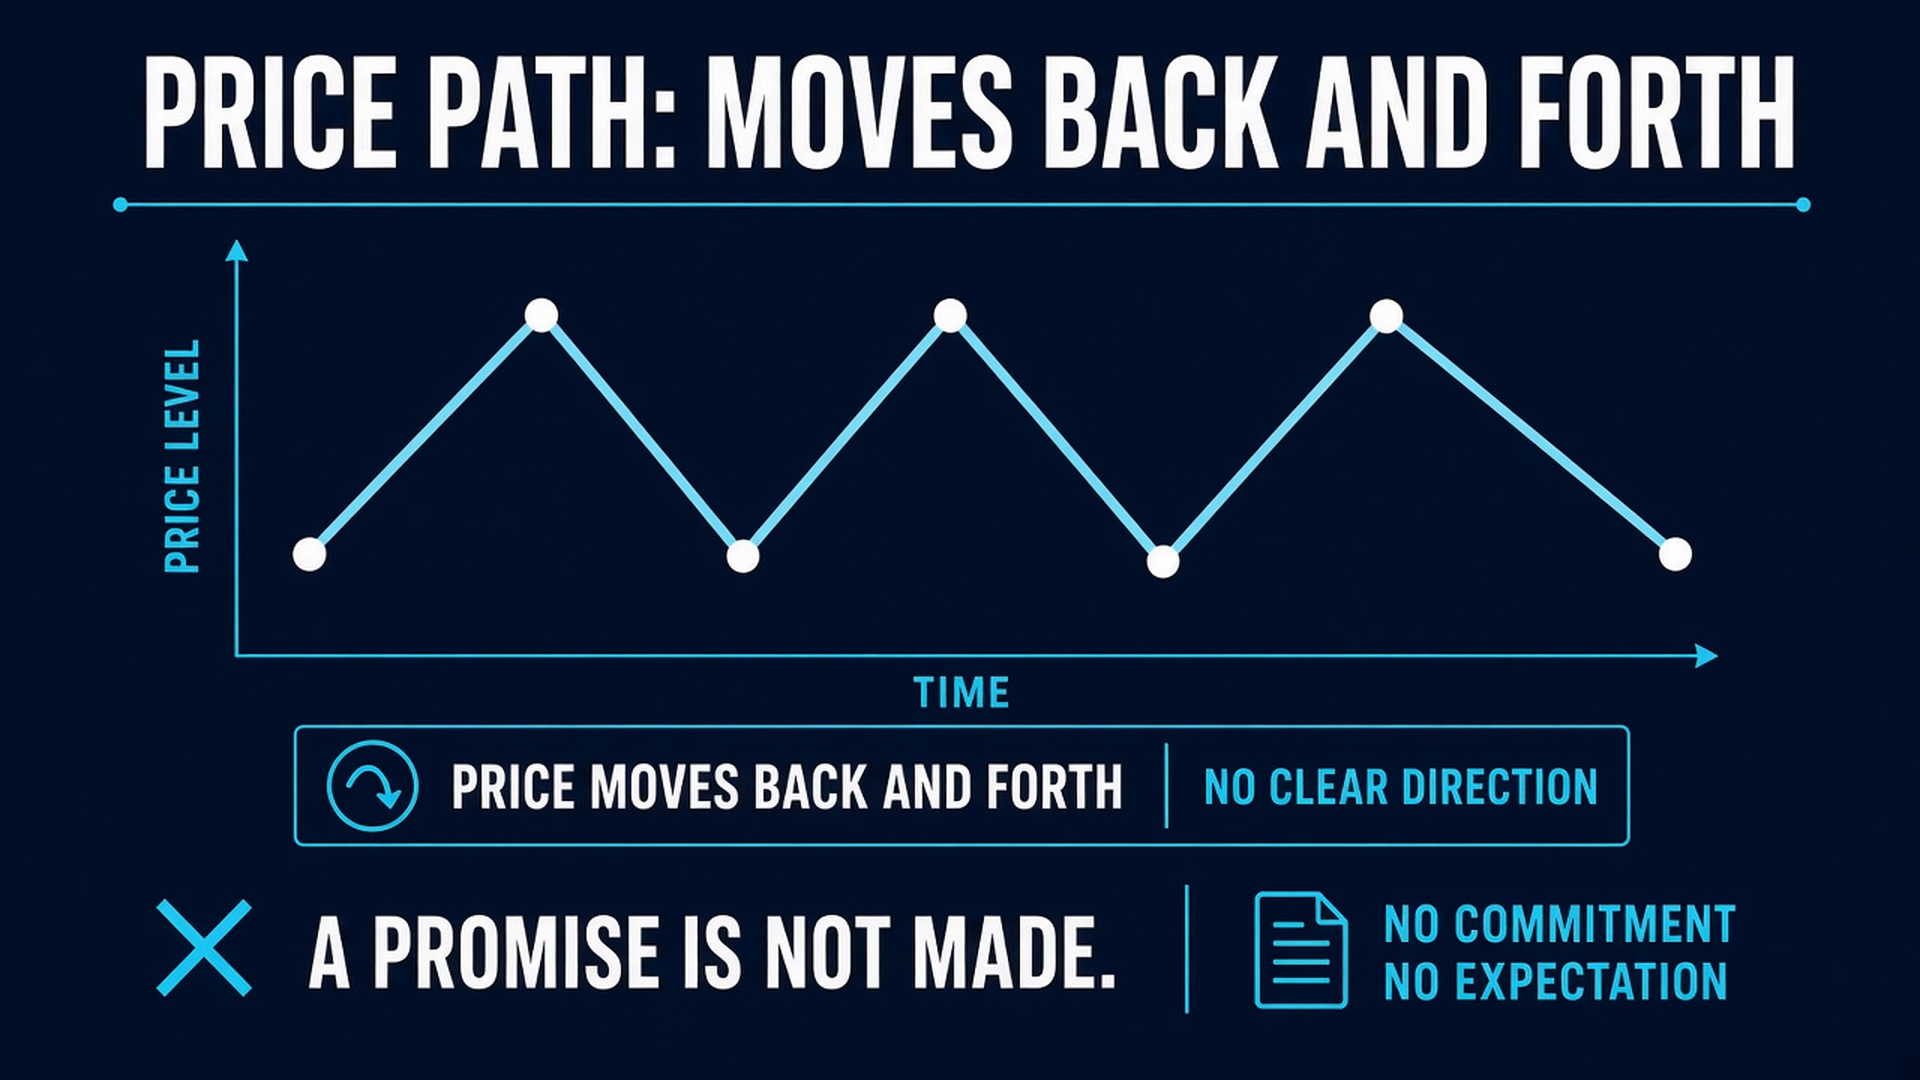 PRICE PATH: MOVES BACK AND FORTH
PRICE LEVEL
TIME
PRICE MOVES BACK AND FORTH
NO CLEAR DIRECTION
A PROMISE IS NOT MADE.
NO COMMITMENT
NO EXPECTATION